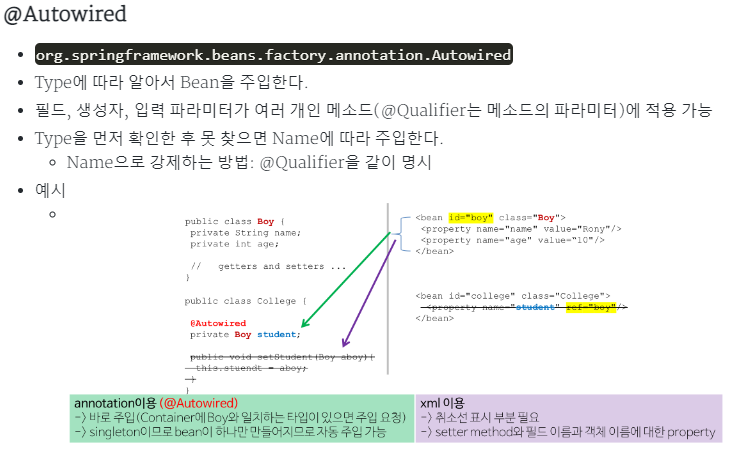 @Autowired
org.springframework.beans.factory.annotation.Autowired
Type에 따라 알아서 Bean을 주입한다.
필드, 생성자, 입력 파라미터가 여러 개인 메소드(@Qualifier는 메소드의 파라미터)에 적용 가능
Type을 먼저 확인한 후 못 찾으면 Name에 따라 주입한다.
Name으로 강제하는 방법: @Qualifier을 같이 명시
예시
public class Boy {
private String name;
private int age;
// getters and setters ...
}
public class College {
@Autowired
private Boy student;
public void setStudent(Boy aboy){
this.stuendt = aboy;
}
}
<bean id="boy" class="Boy">
<property name="name" value="Rony"/>
<property name="age" value="10"/>
</bean>
<bean id="college" class="College">
<property name="student" ref="boy"/>
</bean>
annotation이용 (@Autowired)
-> 바로 주입(Container에 Boy와 일치하는 타입이 있으면 주입 요청)
-> singleton이므로 bean이 하나만 만들어지므로 자동 주입 가능
xml 이용
-> 취소선 표시 부분 필요
-> setter method와 필드 이름과 객체 이름에 대한 property